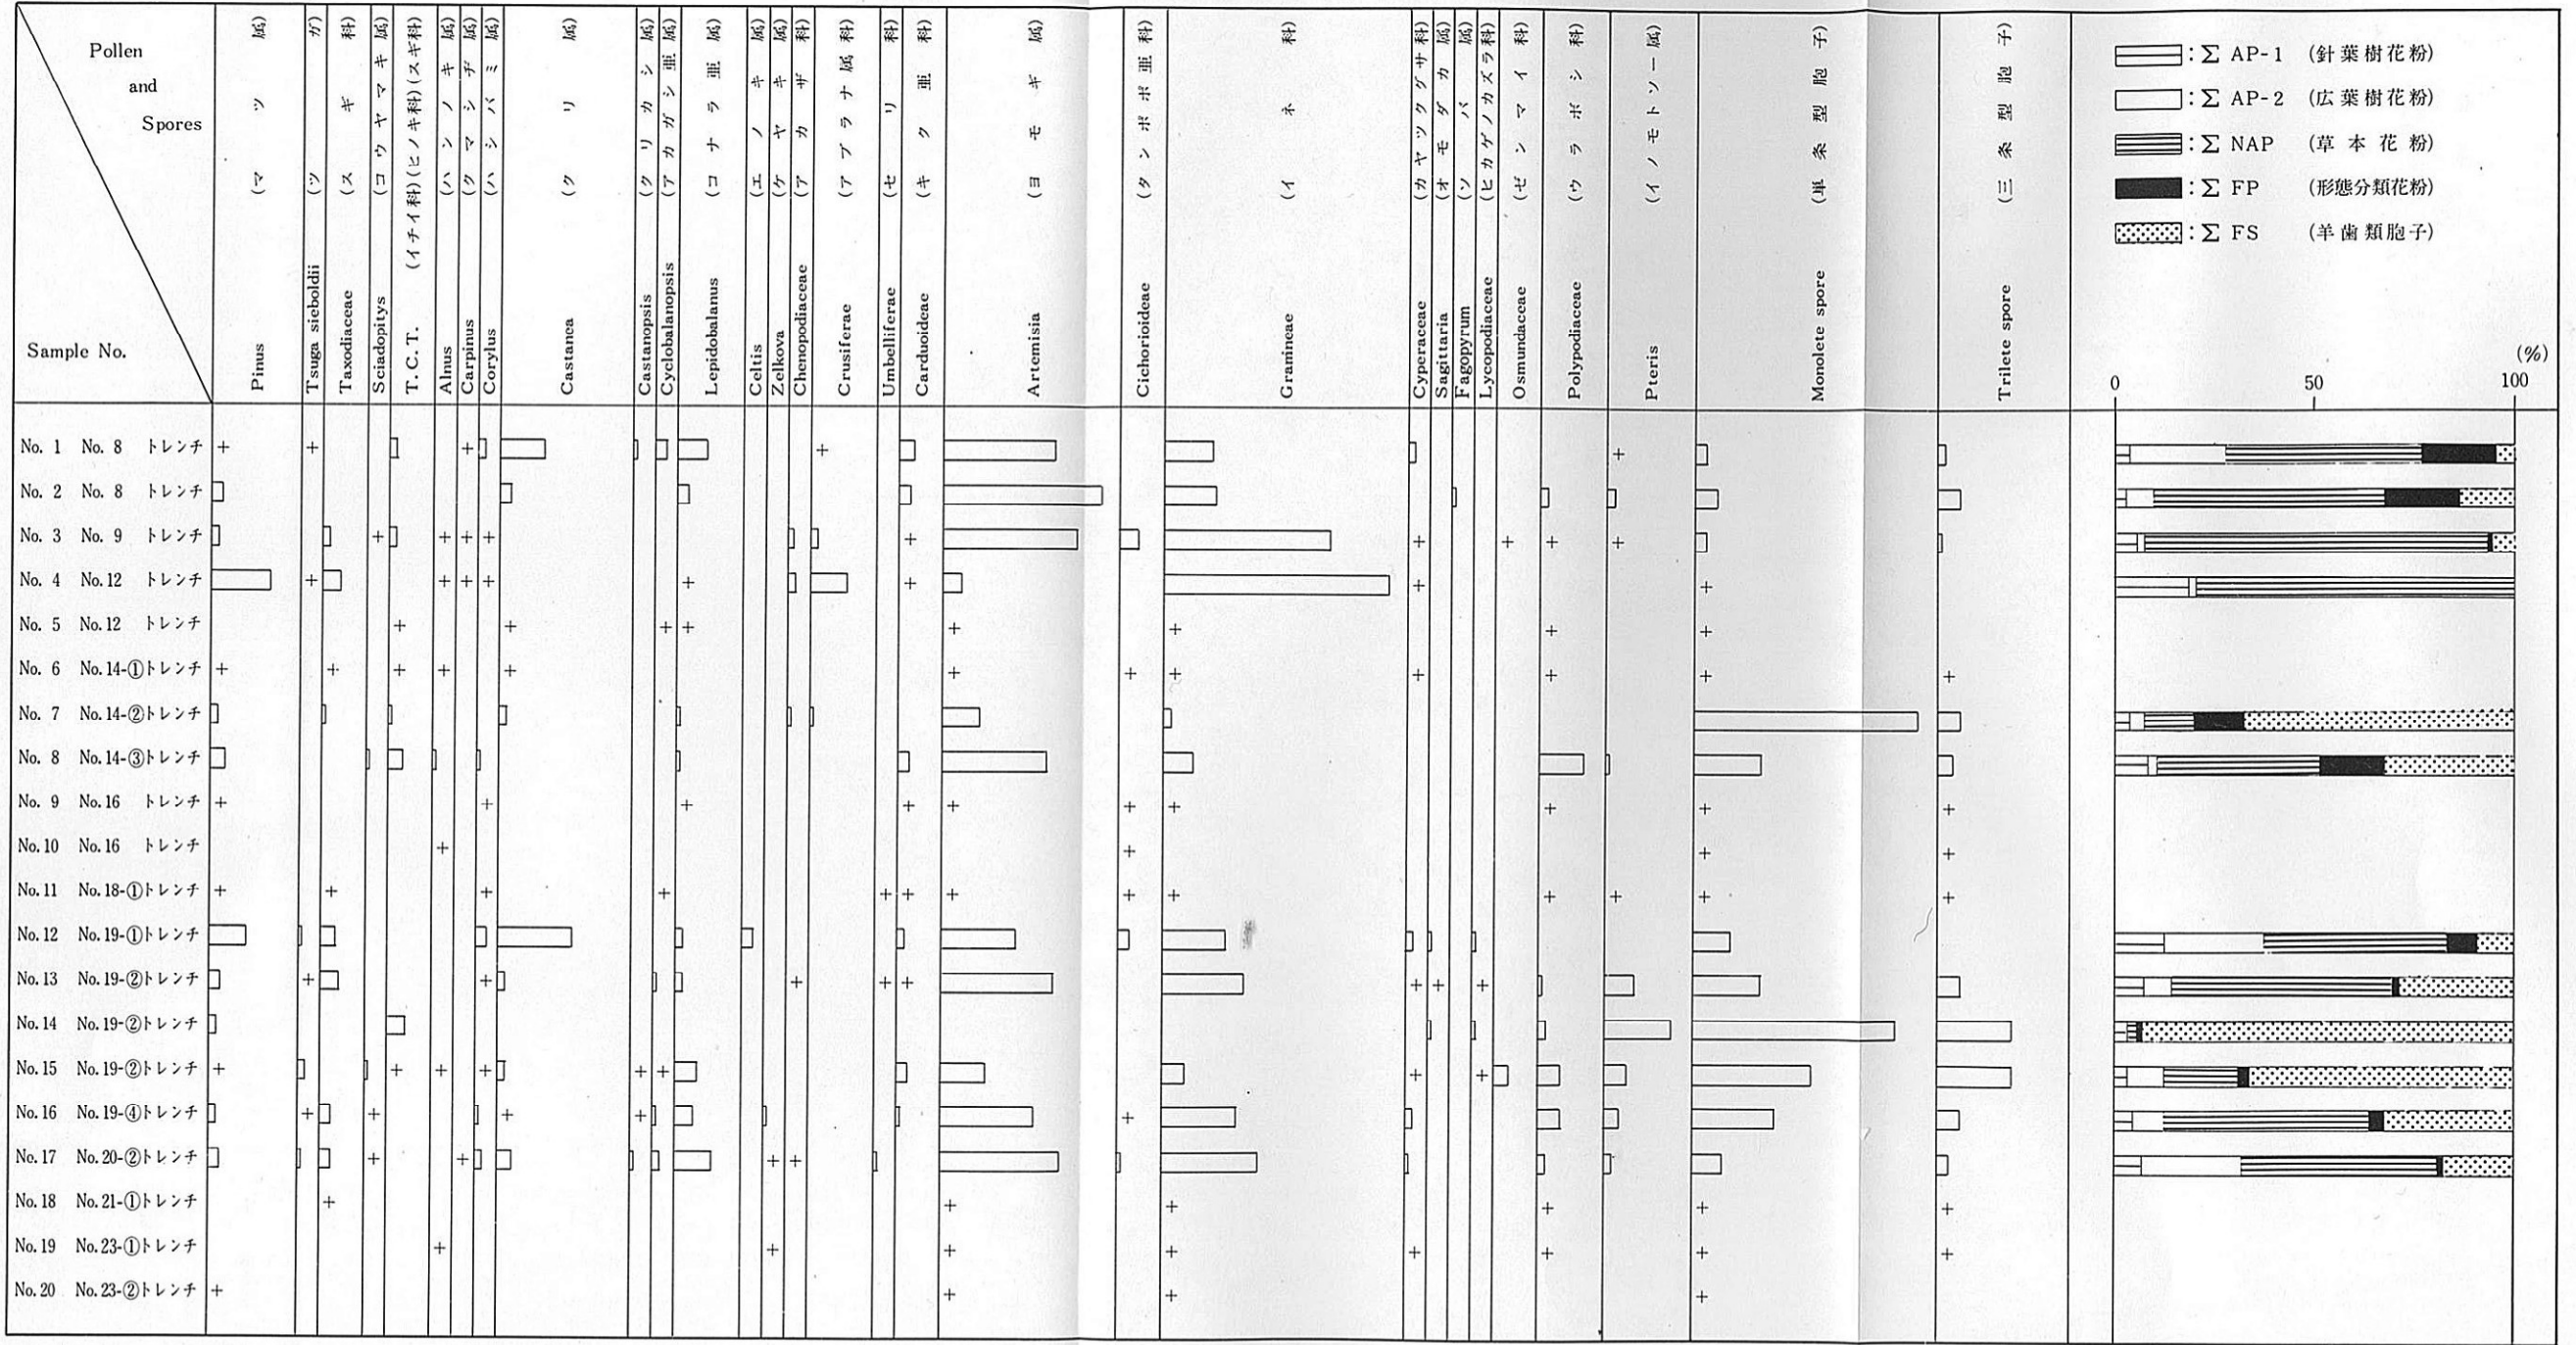 Pollen
and
Spores
Sample No.
Pinus (マツ属)
Tsuga sieboldii (ツガ)
Taxodiaceae (スギ科)
Sciadopitys (コウヤマキ属)
T. C. T. (イチイ科)(ヒノキ科)(スギ科)
Alnus (ハンノキ属)
Carpinus (クマシデ属)
Corylus (ハシバミ属)
Castanea (クリ属)
Castanopsis (クリカシ属)
Cyclobalanopsis (アカガシ亜属)
Lepidobalanus (コナラ亜属)
Celtis (エノキ属)
Zelkova (ケヤキ属)
Chenopodiaceae (アカザ科)
Crusiferae (アブラナ属科)
Umbelliferae (セリ科)
Carduoideae (キク亜科)
Artemisia (ヨモギ属)
Cichorioideae (タンポポ亜科)
Gramineae (イネ科)
Cyperaceae (カヤツクグサ科)
Sagittaria (オモダカ属)
Fagopyrum (ソバ属)
Lycopodiaceae (ヒカゲノカズラ科)
Osmundaceae (ゼンマイ科)
Polypodiaceae (ウラボシ科)
Pteris (イノモトソー属)
Monolete spore (単条型胞子)
Trilete spore (三条型胞子)
: Σ AP-1 (針葉樹花粉)
: Σ AP-2 (広葉樹花粉)
: Σ NAP (草本花粉)
: Σ FP (形態分類花粉)
: Σ FS (羊歯類胞子)
(%)
0 50 100
No. 1 No. 8 トレンチ + + + + +
No. 2 No. 8 トレンチ
No. 3 No. 9 トレンチ + + + + + + + + +
No. 4 No.12 トレンチ + + + + + + + +
No. 5 No.12 トレンチ + + + + + + + +
No. 6 No.14-①トレンチ + + + + + + + + + + + +
No. 7 No.14-②トレンチ
No. 8 No.14-③トレンチ
No. 9 No.16 トレンチ + + + + + + + + + +
No.10 No.16 トレンチ + + + +
No.11 No.18-①トレンチ + + + + + + + + + + + + +
No.12 No.19-①トレンチ
No.13 No.19-②トレンチ + + + + + + + +
No.14 No.19-②トレンチ
No.15 No.19-②トレンチ + + + + + + + +
No.16 No.19-④トレンチ + + + + +
No.17 No.20-②トレンチ + + + +
No.18 No.21-①トレンチ + + + + + +
No.19 No.23-①トレンチ + + + + + + + +
No.20 No.23-②トレンチ + + + +